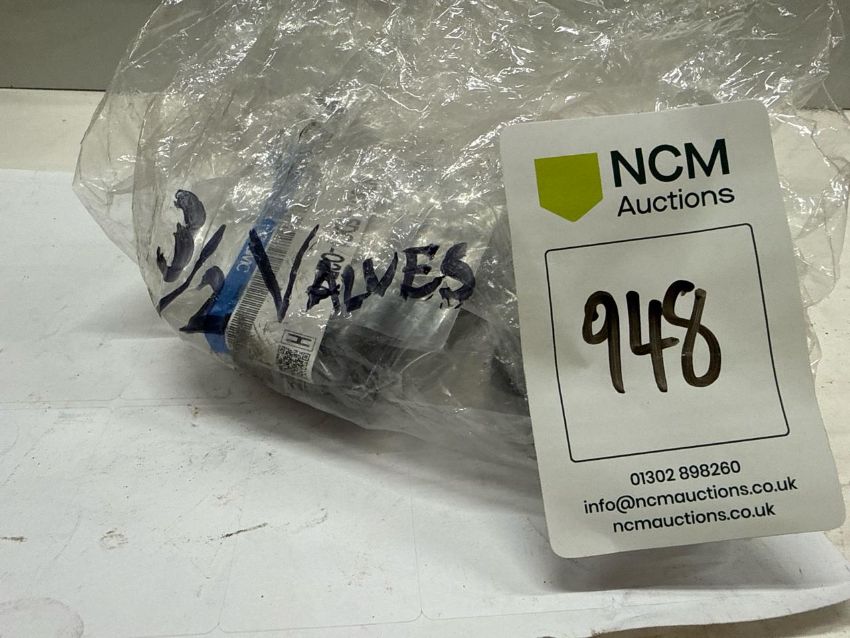 3/2 VALVES
H
NCM
Auctions
948
01302 898260
info@ncmauctions.co.uk
ncmauctions.co.uk